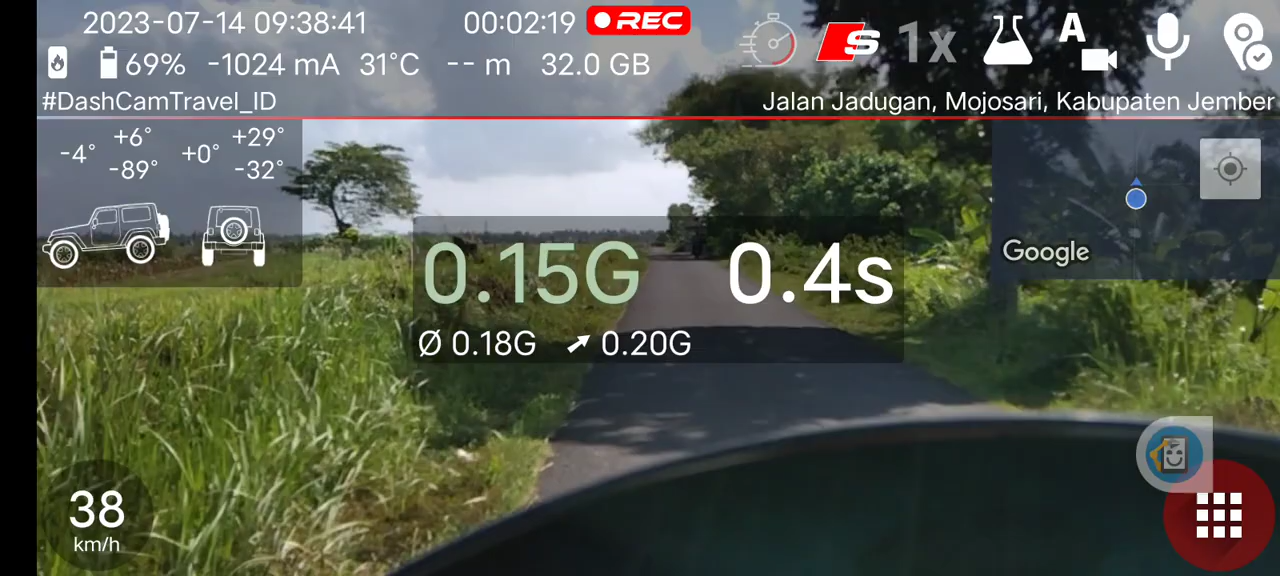 2023-07-14 09:38:41 00:02:19 REC
69% -1024 mA 31°C -- m 32.0 GB
S 1x A
#DashCamTravel_ID
Jalan Jadugan, Mojosari, Kabupaten Jember
+6° +29°
-4° +0°
-89° -32°
0.15G 0.4s
Ø 0.18G 0.20G
Google
38
km/h